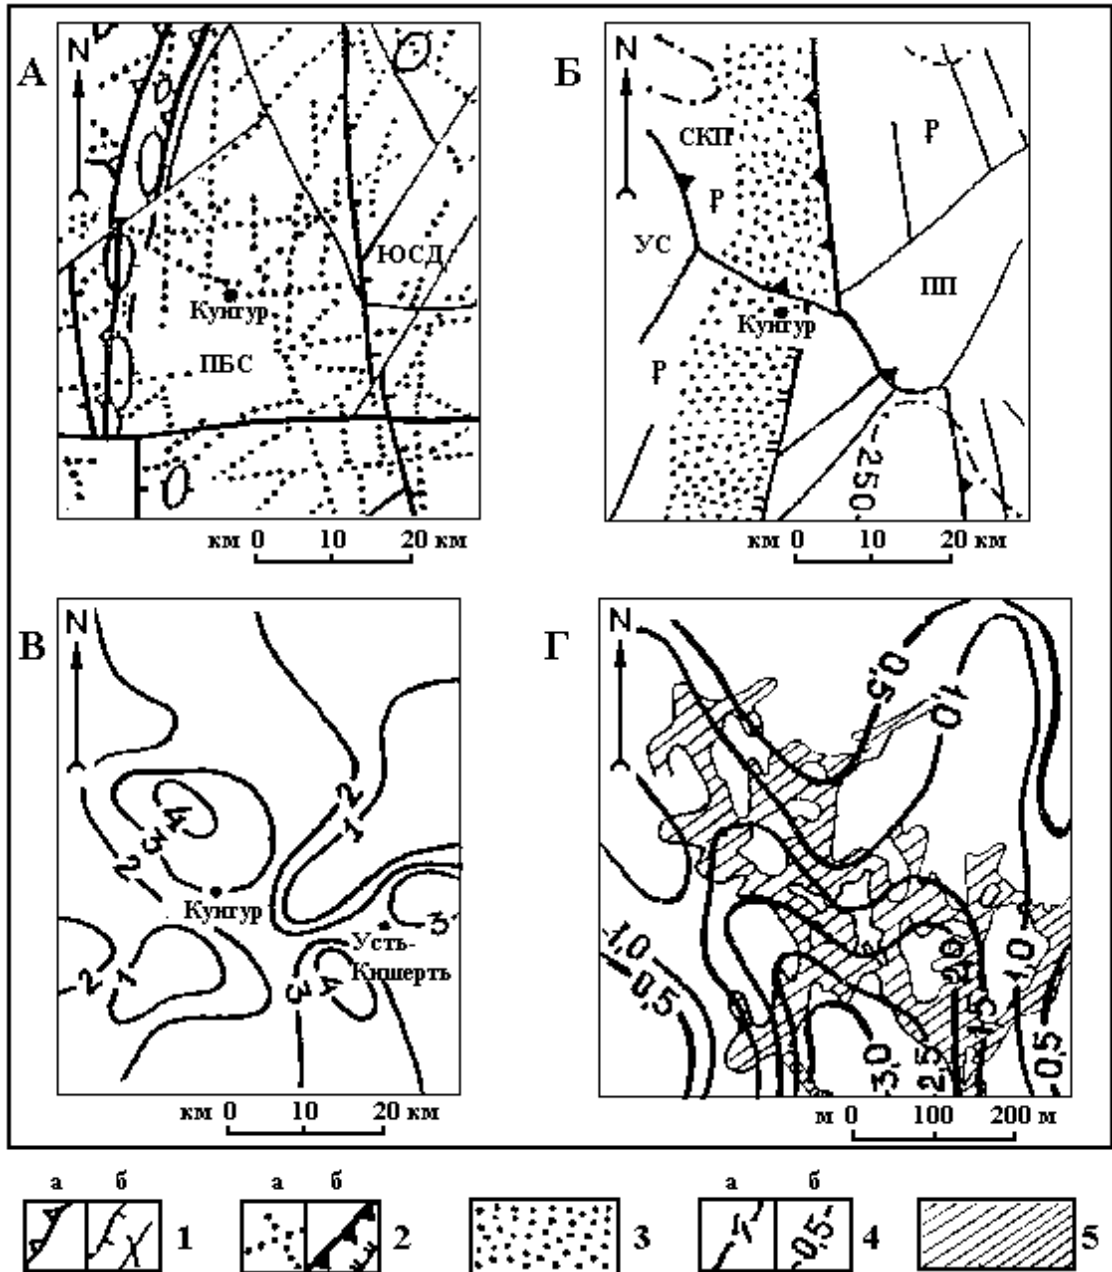 А
N
ЮСД
Кунгур
ПБС
км 0 10 20 км
Б
N
СКП
Р
Р
УС
ПП
Кунгур
Р
-250-
км 0 10 20 км
В
N
2
1
4
3
2
Кунгур
3
Усть-
Кишерть
2
1
3
4
км 0 10 20 км
Г
N
0,5
1,0
1,0
0,5
2,0
1,5
1,0
3,0
2,5
0,5
м 0 100 200 м
а б
1
а б
2
3
а б
-0,5-
4
5